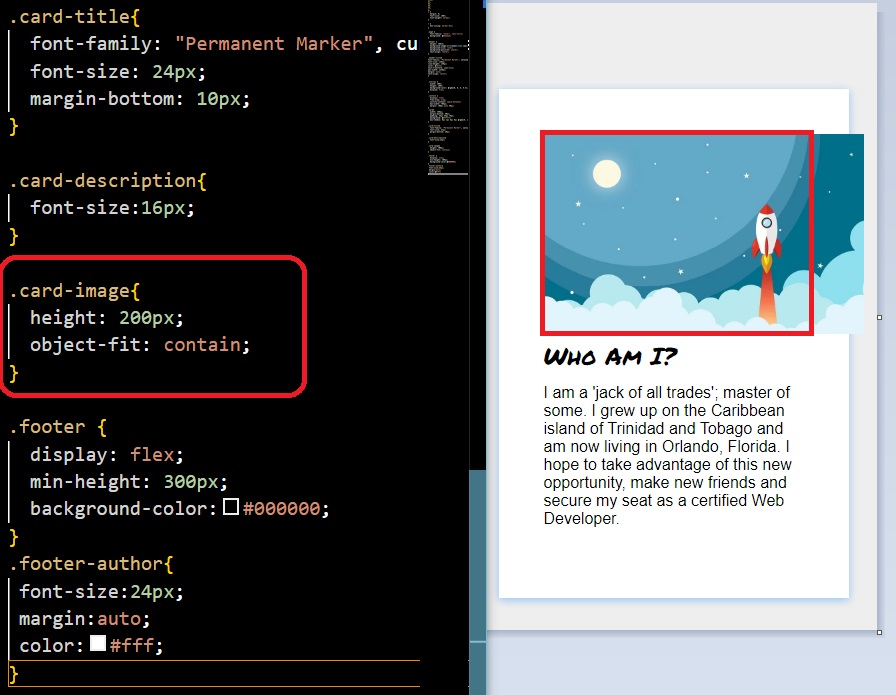 .card-title{
font-family: "Permanent Marker", cu
font-size: 24px;
margin-bottom: 10px;
}
.card-description{
font-size:16px;
}
.card-image{
height: 200px;
object-fit: contain;
}
.footer {
display: flex;
min-height: 300px;
background-color: #000000;
}
.footer-author{
font-size:24px;
margin:auto;
color: #fff;
}
Who Am I?
I am a 'jack of all trades'; master of
some. I grew up on the Caribbean
island of Trinidad and Tobago and
am now living in Orlando, Florida. I
hope to take advantage of this new
opportunity, make new friends and
secure my seat as a certified Web
Developer.